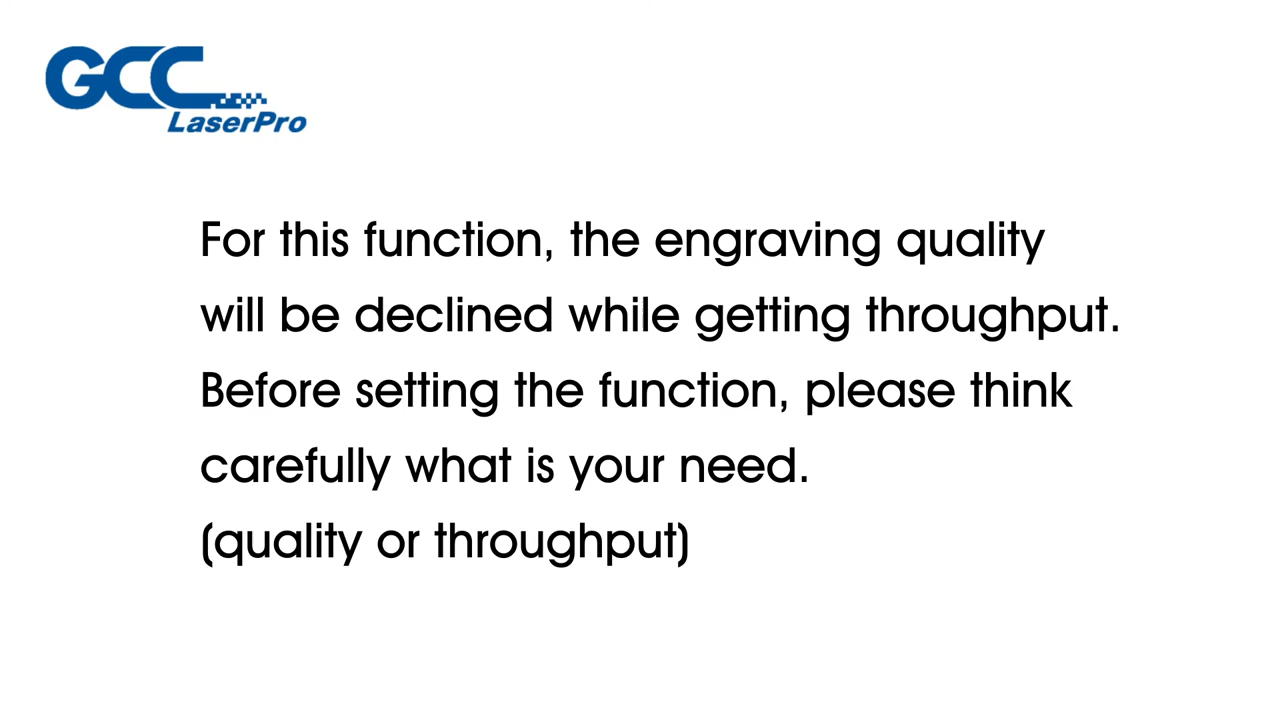 GCC
LaserPro
For this function, the engraving quality
will be declined while getting throughput.
Before setting the function, please think
carefully what is your need.
(quality or throughput)